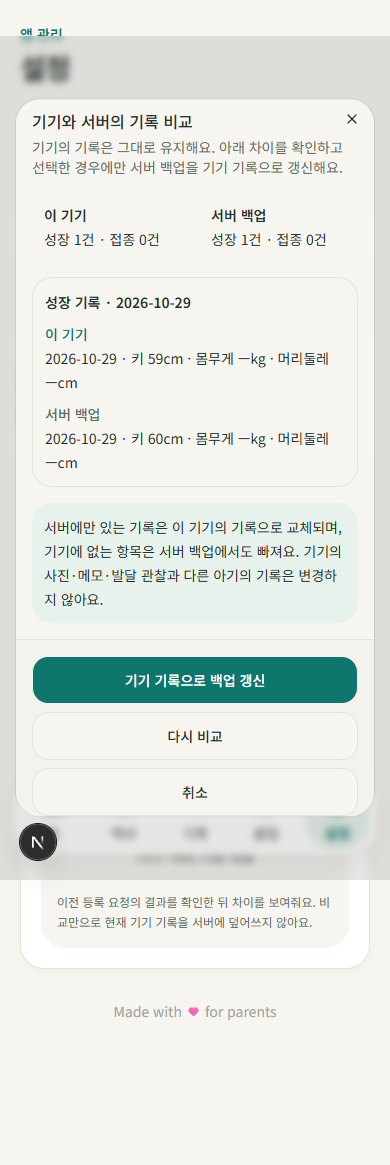 앱 관리
설정
기기와 서버의 기록 비교
기기의 기록은 그대로 유지해요. 아래 차이를 확인하고
선택한 경우에만 서버 백업을 기기 기록으로 갱신해요.
이 기기
성장 1건 · 접종 0건
서버 백업
성장 1건 · 접종 0건
성장 기록 · 2026-10-29
이 기기
2026-10-29 · 키 59cm · 몸무게 —kg · 머리둘레
—cm
서버 백업
2026-10-29 · 키 60cm · 몸무게 —kg · 머리둘레
—cm
서버에만 있는 기록은 이 기기의 기록으로 교체되며,
기기에 없는 항목은 서버 백업에서도 빠져요. 기기의
사진·메모·발달 관찰과 다른 아기의 기록은 변경하
지 않아요.
기기 기록으로 백업 갱신
다시 비교
취소
N
설정
이전 등록 요청의 결과를 확인한 뒤 차이를 보여줘요. 비
교만으로 현재 기기 기록을 서버에 덮어쓰지 않아요.
Made with
for parents